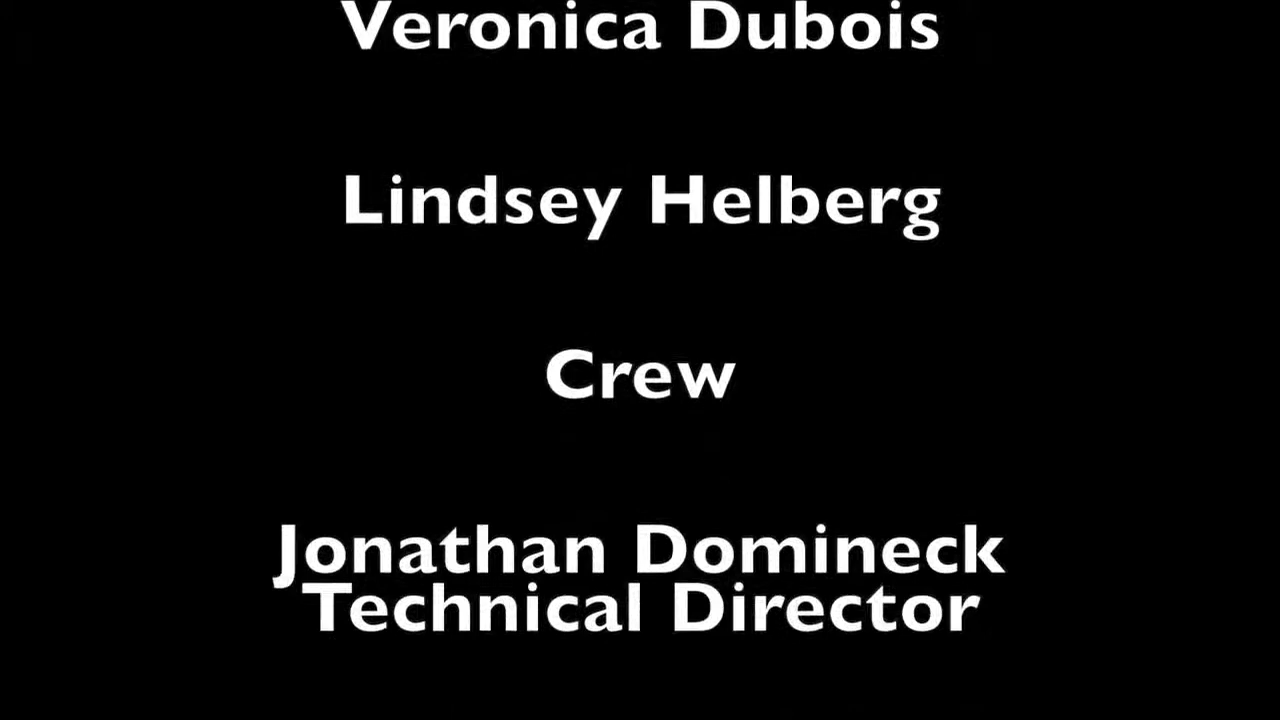 Veronica Dubois
Lindsey Helberg
Crew
Jonathan Domineck
Technical Director